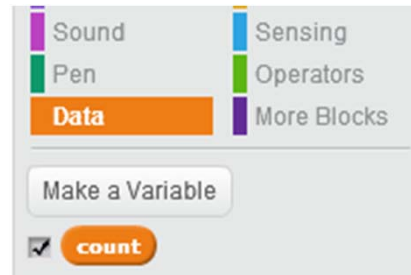 Sound Sensing
Pen Operators
Data More Blocks
Make a Variable
count